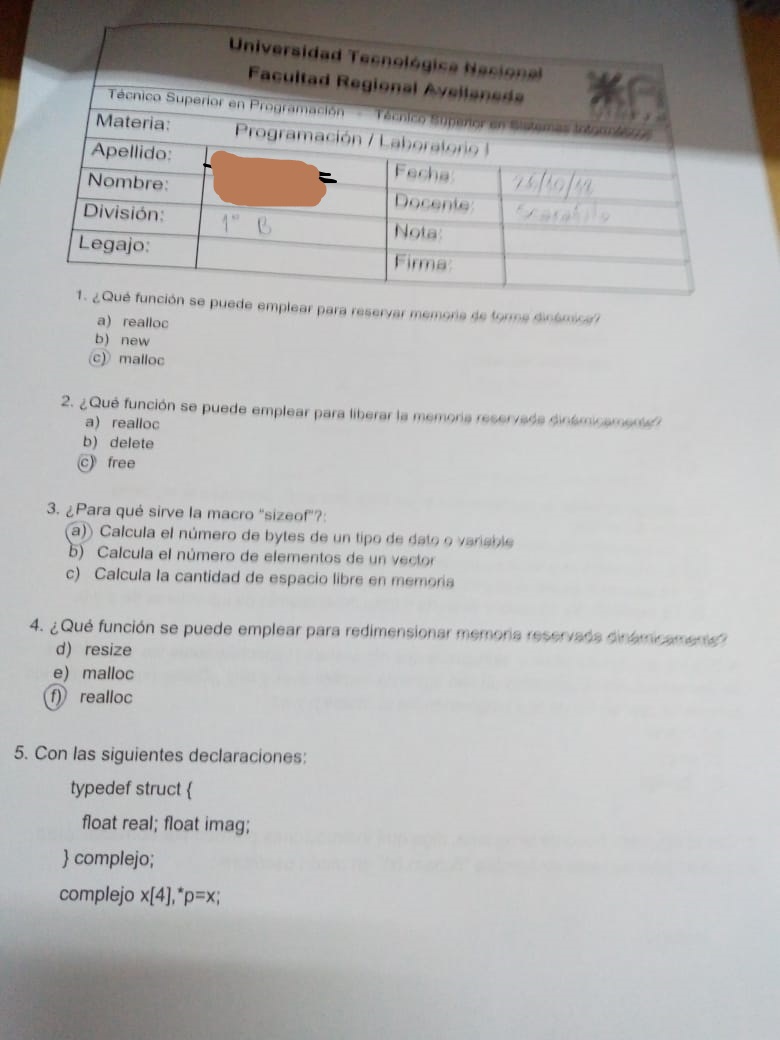 Universidad Tecnológica Nacional
Facultad Regional Avellaneda
Técnico Superior en Programación - Técnico Superior en Sistemas Informáticos
Materia: Programación / Laboratorio I
Apellido: Fecha:
Nombre: Docente:
División: 1° B Nota:
Legajo: Firma:
1. ¿Qué función se puede emplear para reservar memoria de forma dinámica?
a) realloc
b) new
c) malloc
2. ¿Qué función se puede emplear para liberar la memoria reservada dinámicamente?
a) realloc
b) delete
c) free
3. ¿Para qué sirve la macro "sizeof"?:
a) Calcula el número de bytes de un tipo de dato o variable
b) Calcula el número de elementos de un vector
c) Calcula la cantidad de espacio libre en memoria
4. ¿Qué función se puede emplear para redimensionar memoria reservada dinámicamente?
d) resize
e) malloc
f) realloc
5. Con las siguientes declaraciones:
typedef struct {
float real; float imag;
} complejo;
complejo x[4],*p=x;